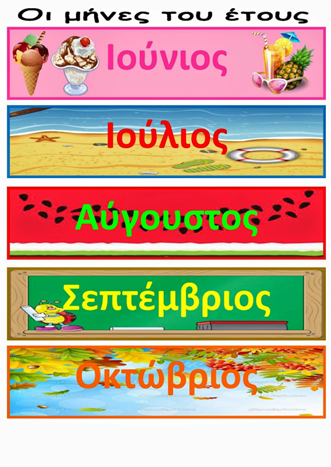 Οι μήνες του έτους
Ιούνιος
Ιούλιος
Αύγουστος
Σεπτέμβριος
Οκτώβριος